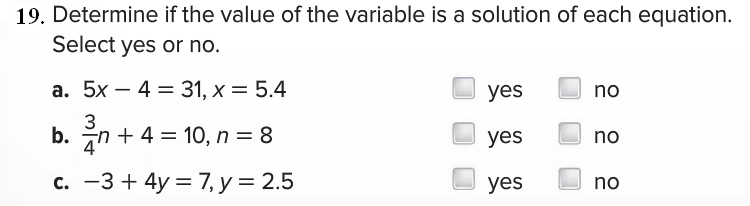 19. Determine if the value of the variable is a solution of each equation.
Select yes or no.
a. 5x − 4 = 31, x = 5.4 yes no
b. 3/4 n + 4 = 10, n = 8 yes no
c. −3 + 4y = 7, y = 2.5 yes no